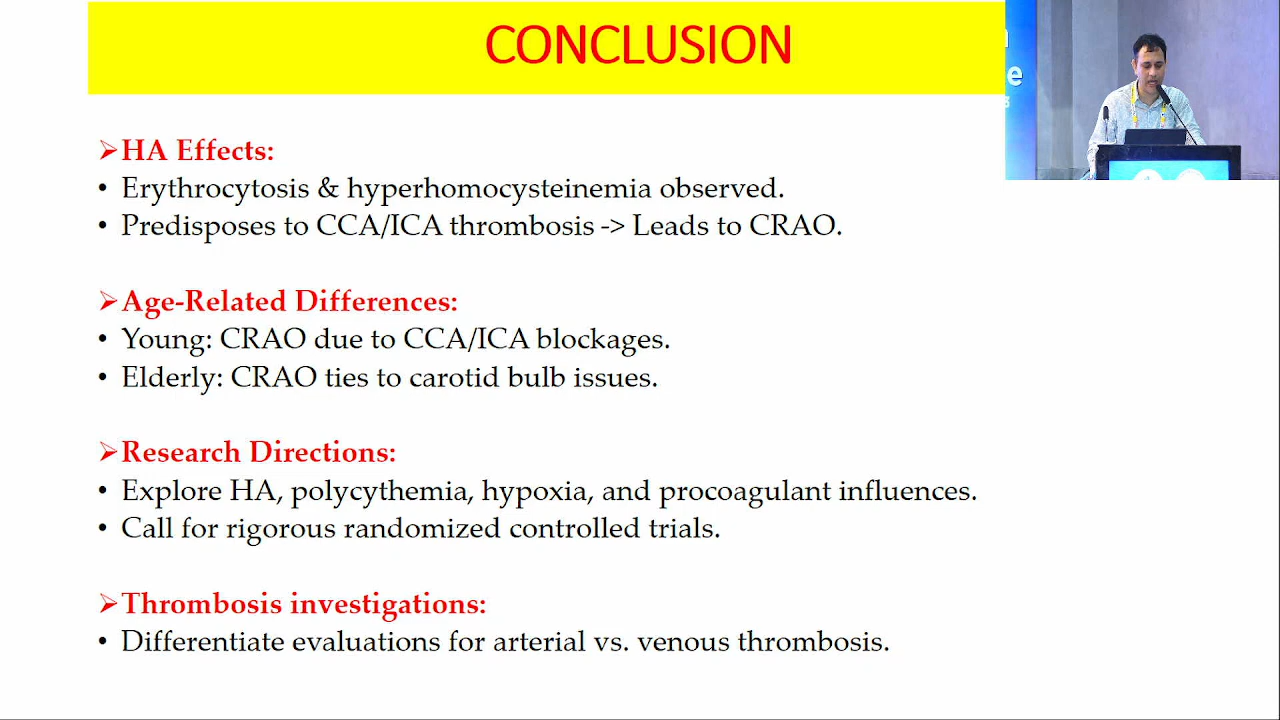 CONCLUSION
➢HA Effects:
• Erythrocytosis & hyperhomocysteinemia observed.
• Predisposes to CCA/ICA thrombosis -> Leads to CRAO.
➢Age-Related Differences:
• Young: CRAO due to CCA/ICA blockages.
• Elderly: CRAO ties to carotid bulb issues.
➢Research Directions:
• Explore HA, polycythemia, hypoxia, and procoagulant influences.
• Call for rigorous randomized controlled trials.
➢Thrombosis investigations:
• Differentiate evaluations for arterial vs. venous thrombosis.